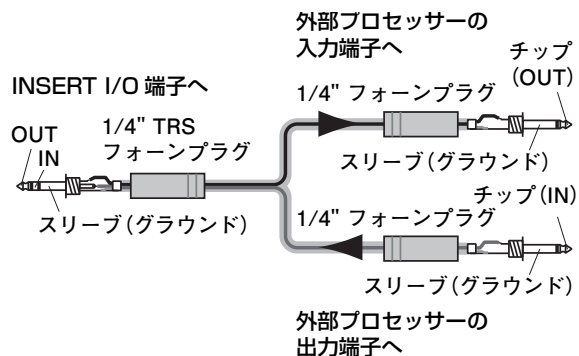 外部プロセッサーの
入力端子へ
チップ
(OUT)
INSERT I/O 端子へ
1/4" フォーンプラグ
OUT
IN
1/4" TRS
フォーンプラグ
スリーブ(グラウンド)
スリーブ(グラウンド)
チップ(IN)
1/4" フォーンプラグ
スリーブ(グラウンド)
外部プロセッサーの
出力端子へ